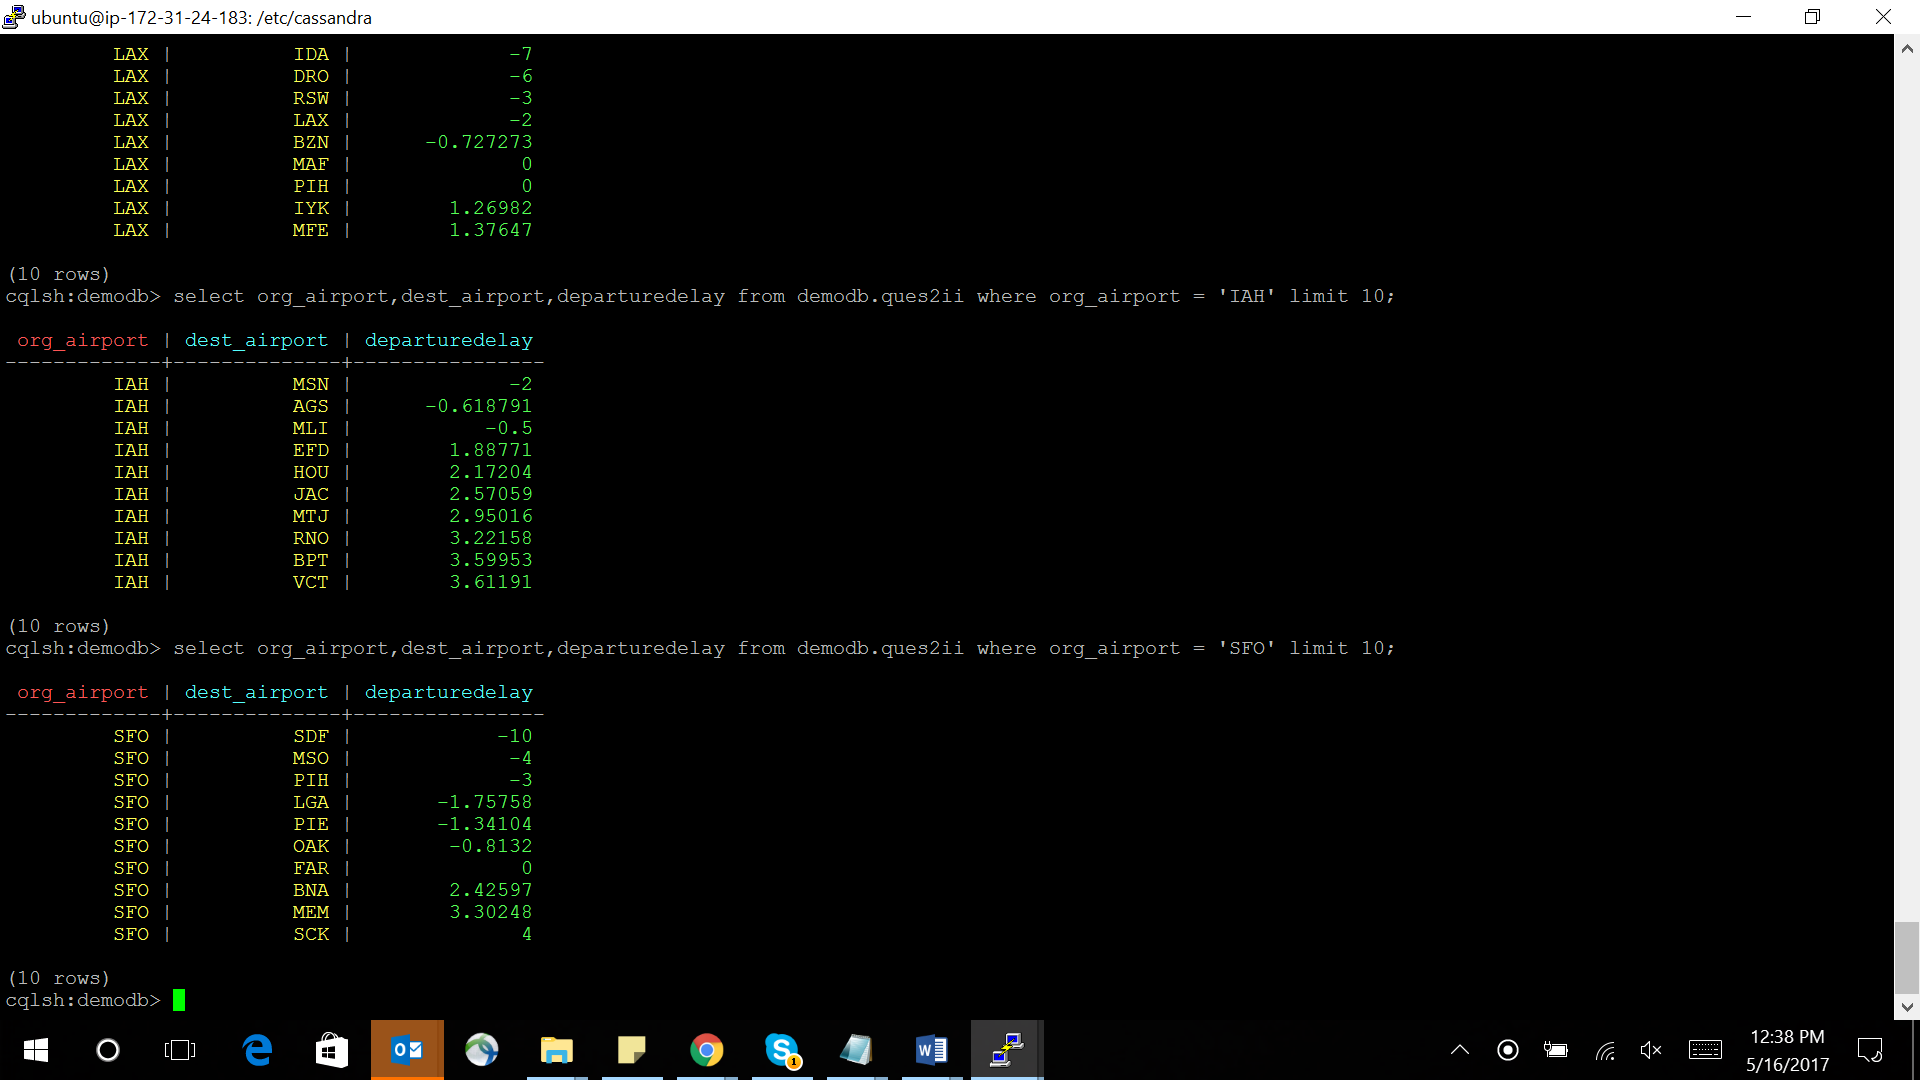 ubuntu@ip-172-31-24-183: /etc/cassandra
LAX | IDA | -7
LAX | DRO | -6
LAX | RSW | -3
LAX | LAX | -2
LAX | BZN | -0.727273
LAX | MAF | 0
LAX | PIH | 0
LAX | IYK | 1.26982
LAX | MFE | 1.37647
(10 rows)
cqlsh:demodb> select org_airport,dest_airport,departuredelay from demodb.ques2ii where org_airport = 'IAH' limit 10;
org_airport | dest_airport | departuredelay
-------------+--------------+----------------
IAH | MSN | -2
IAH | AGS | -0.618791
IAH | MLI | -0.5
IAH | EFD | 1.88771
IAH | HOU | 2.17204
IAH | JAC | 2.57059
IAH | MTJ | 2.95016
IAH | RNO | 3.22158
IAH | BPT | 3.59953
IAH | VCT | 3.61191
(10 rows)
cqlsh:demodb> select org_airport,dest_airport,departuredelay from demodb.ques2ii where org_airport = 'SFO' limit 10;
org_airport | dest_airport | departuredelay
-------------+--------------+----------------
SFO | SDF | -10
SFO | MSO | -4
SFO | PIH | -3
SFO | LGA | -1.75758
SFO | PIE | -1.34104
SFO | OAK | -0.8132
SFO | FAR | 0
SFO | BNA | 2.42597
SFO | MEM | 3.30248
SFO | SCK | 4
(10 rows)
cqlsh:demodb>
12:38 PM
5/16/2017